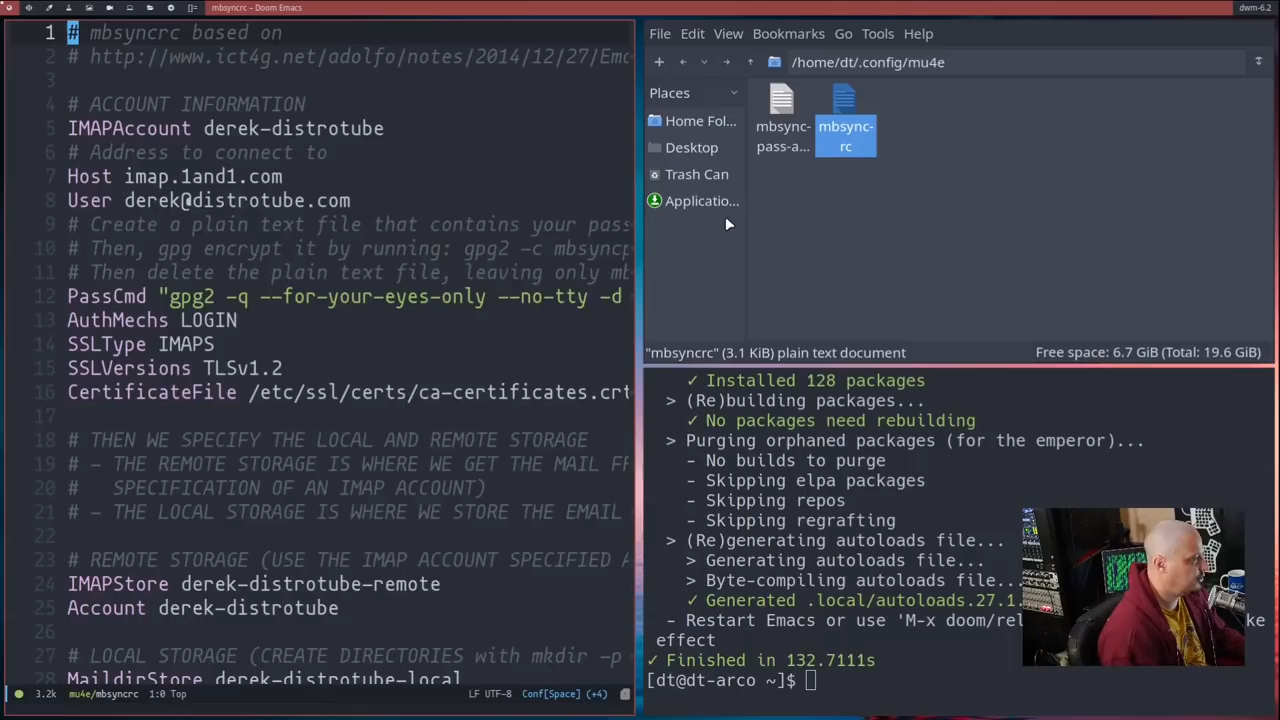 mbsyncrc – Doom Emacs
dwm-6.2
1 # mbsyncrc based on
2 # http://www.ict4g.net/adolfo/notes/2014/12/27/Emc
3
4 # ACCOUNT INFORMATION
5 IMAPAccount derek-distrotube
6 # Address to connect to
7 Host imap.1and1.com
8 User derek@distrotube.com
9 # Create a plain text file that contains your pass
10 # Then, gpg encrypt it by running: gpg2 -c mbsyncp
11 # Then delete the plain text file, leaving only mb
12 PassCmd "gpg2 -q --for-your-eyes-only --no-tty -d
13 AuthMechs LOGIN
14 SSLType IMAPS
15 SSLVersions TLSv1.2
16 CertificateFile /etc/ssl/certs/ca-certificates.crt
17
18 # THEN WE SPECIFY THE LOCAL AND REMOTE STORAGE
19 # - THE REMOTE STORAGE IS WHERE WE GET THE MAIL FR
20 #   SPECIFICATION OF AN IMAP ACCOUNT)
21 # - THE LOCAL STORAGE IS WHERE WE STORE THE EMAIL
22
23 # REMOTE STORAGE (USE THE IMAP ACCOUNT SPECIFIED A
24 IMAPStore derek-distrotube-remote
25 Account derek-distrotube
26
27 # LOCAL STORAGE (CREATE DIRECTORIES with mkdir -p
28 MaildirStore derek-distrotube-local
3.2k mu4e/mbsyncrc 1:0 Top LF UTF-8 Conf[Space] (+4)
File Edit View Bookmarks Go Tools Help
/home/dt/.config/mu4e
Places
Home Fol...
Desktop
Trash Can
Applicatio...
mbsync-
pass-a...
mbsync-
rc
"mbsyncrc" (3.1 KiB) plain text document Free space: 6.7 GiB (Total: 19.6 GiB)
✓ Installed 128 packages
> (Re)building packages...
✓ No packages need rebuilding
> Purging orphaned packages (for the emperor)...
- No builds to purge
- Skipping elpa packages
- Skipping repos
- Skipping regrafting
> (Re)generating autoloads file...
> Generating autoloads file...
> Byte-compiling autoloads file...
✓ Generated .local/autoloads.27.1.
- Restart Emacs or use 'M-x doom/rel ke
effect
✓ Finished in 132.7111s
[dt@dt-arco ~]$